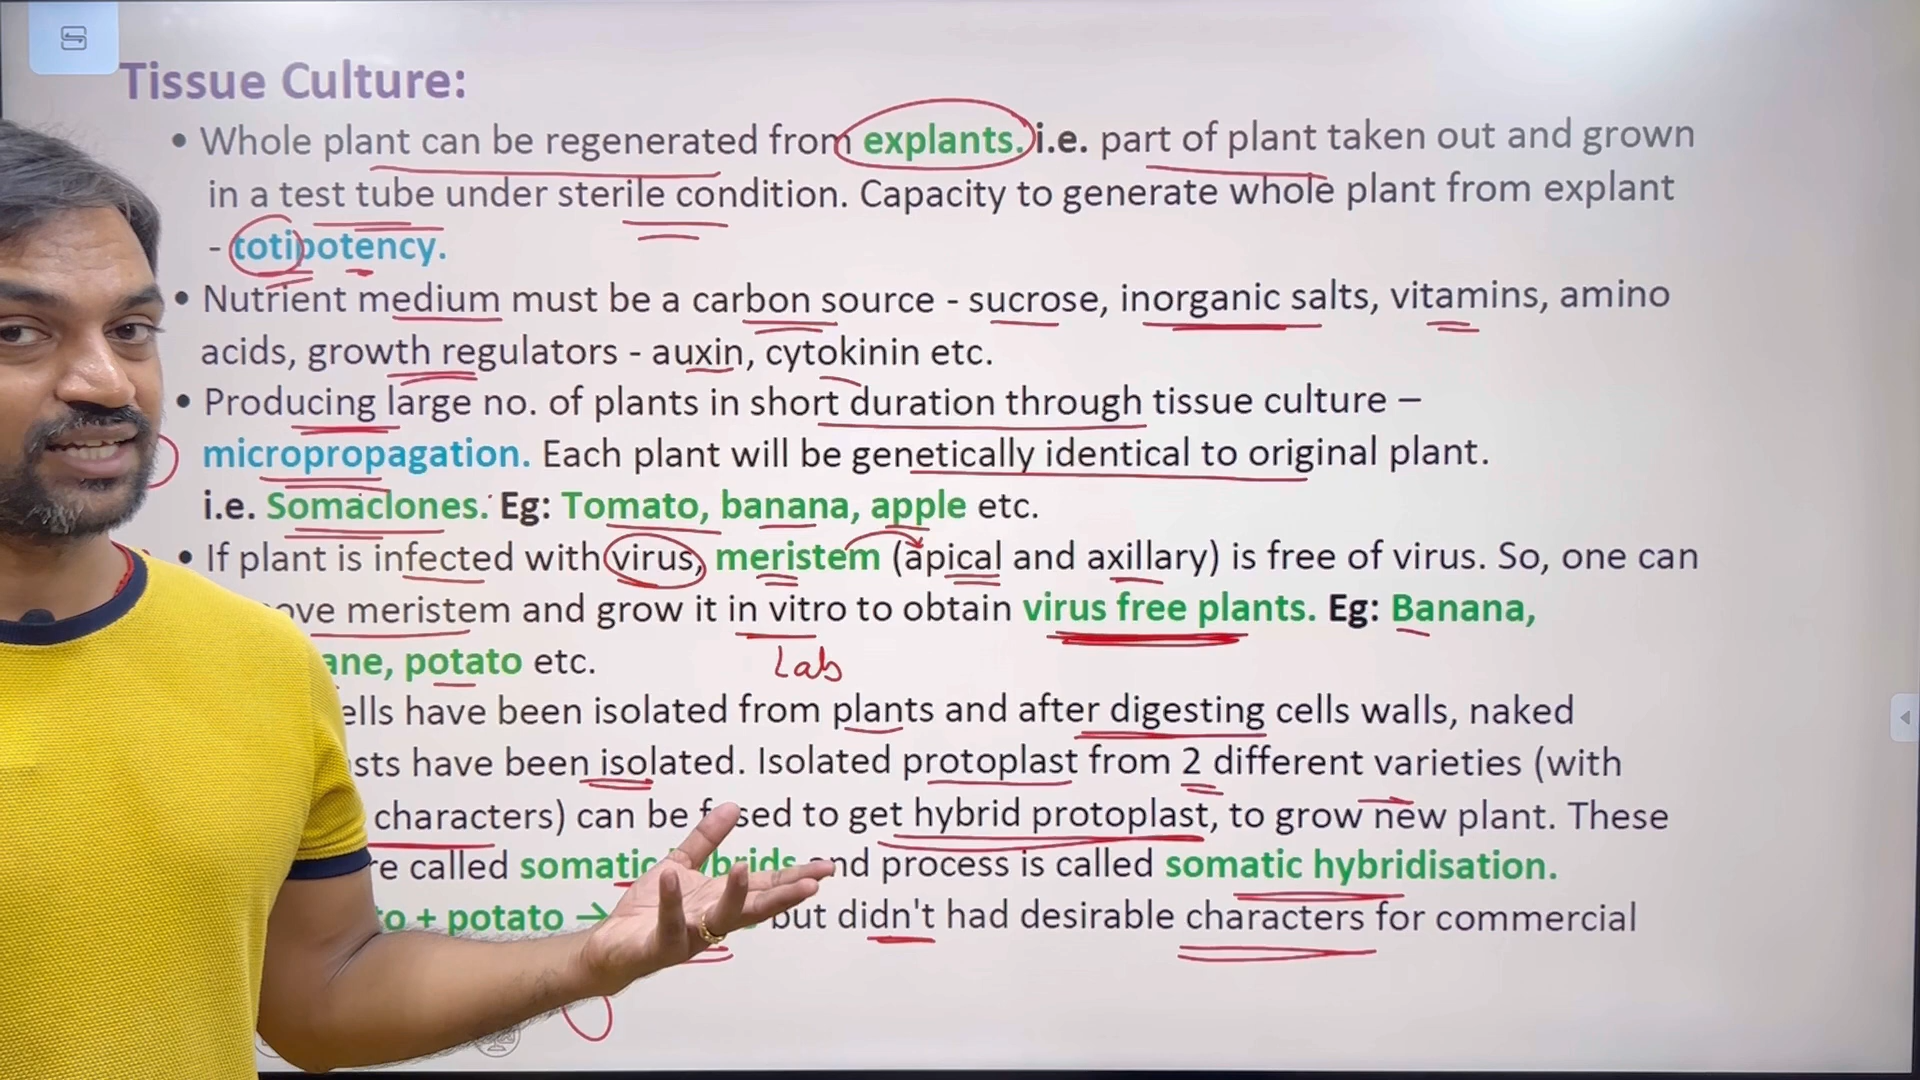 Tissue Culture:
• Whole plant can be regenerated from explants. i.e. part of plant taken out and grown
in a test tube under sterile condition. Capacity to generate whole plant from explant
- totipotency.
• Nutrient medium must be a carbon source - sucrose, inorganic salts, vitamins, amino
acids, growth regulators - auxin, cytokinin etc.
• Producing large no. of plants in short duration through tissue culture –
micropropagation. Each plant will be genetically identical to original plant.
i.e. Somaclones. Eg: Tomato, banana, apple etc.
• If plant is infected with virus, meristem (apical and axillary) is free of virus. So, one can
meristem and grow it in vitro to obtain virus free plants. Eg: Banana,
potato etc.
Lab
have been isolated from plants and after digesting cells walls, naked
have been isolated. Isolated protoplast from 2 different varieties (with
characters) can be fused to get hybrid protoplast, to grow new plant. These
called somatic hybrids and process is called somatic hybridisation.
+ potato → but didn't had desirable characters for commercial